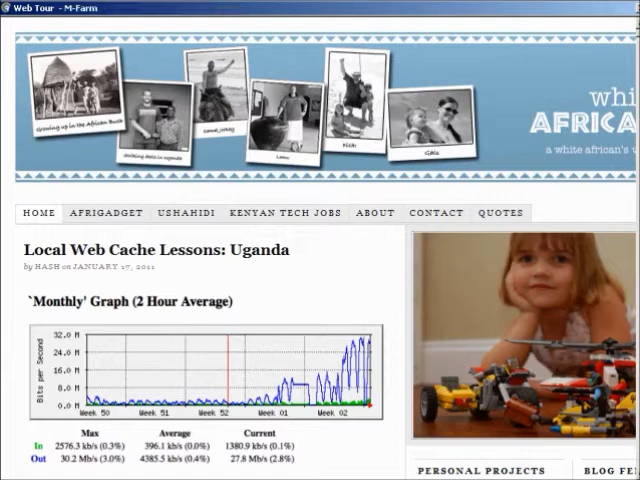 Web Tour - M-Farm
Growing up in the African Bush
whi
AFRICA
a white african's v
HOME AFRIGADGET USHAHIDI KENYAN TECH JOBS ABOUT CONTACT QUOTES
Local Web Cache Lessons: Uganda
by HASH on JANUARY 17, 2011
`Monthly' Graph (2 Hour Average)
Bits per Second
32.0 M
24.0 M
16.0 M
8.0 M
0.0 M
Week 50 Week 51 Week 52 Week 01 Week 02
Max Average Current
In 2576.3 kb/s (0.3%) 396.1 kb/s (0.0%) 1380.9 kb/s (0.1%)
Out 30.2 Mb/s (3.0%) 4385.5 kb/s (0.4%) 27.8 Mb/s (2.8%)
PERSONAL PROJECTS BLOG FE